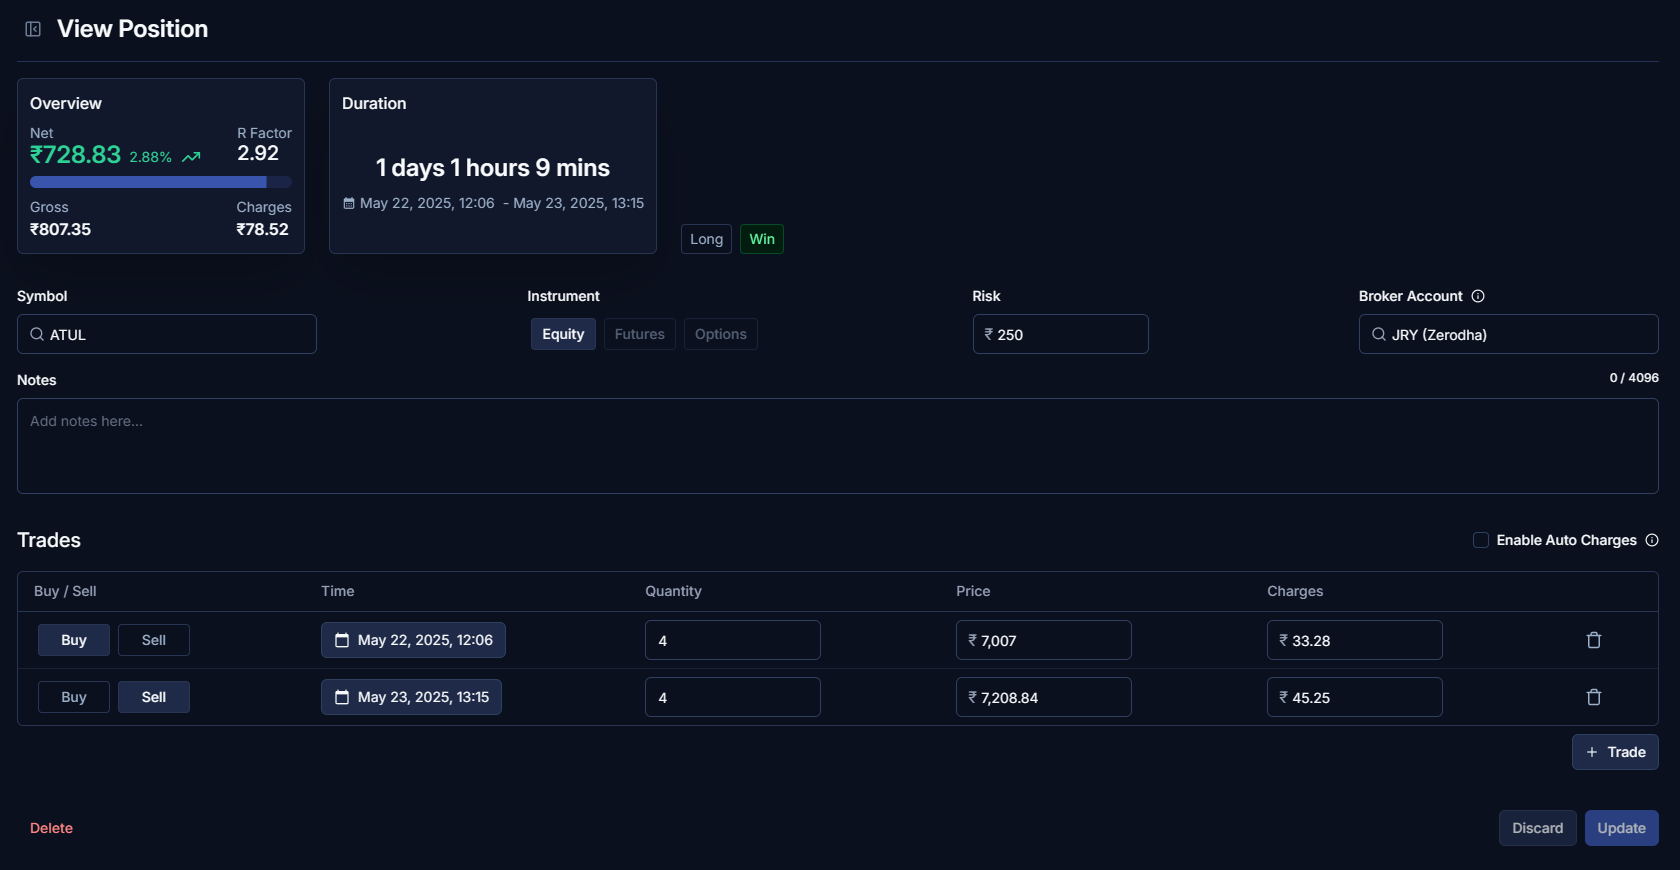 View Position
Overview
Net
R Factor
₹728.83 2.88%
2.92
Gross
Charges
₹807.35
₹78.52
Duration
1 days 1 hours 9 mins
May 22, 2025, 12:06 - May 23, 2025, 13:15
Long Win
Symbol
Instrument
Risk
Broker Account
ATUL
Equity Futures Options
₹ 250
JRY (Zerodha)
Notes
0 / 4096
Add notes here...
Trades
Enable Auto Charges
Buy / Sell Time Quantity Price Charges
Buy Sell May 22, 2025, 12:06 4 ₹ 7,007 ₹ 33.28
Buy Sell May 23, 2025, 13:15 4 ₹ 7,208.84 ₹ 45.25
+ Trade
Delete
Discard Update